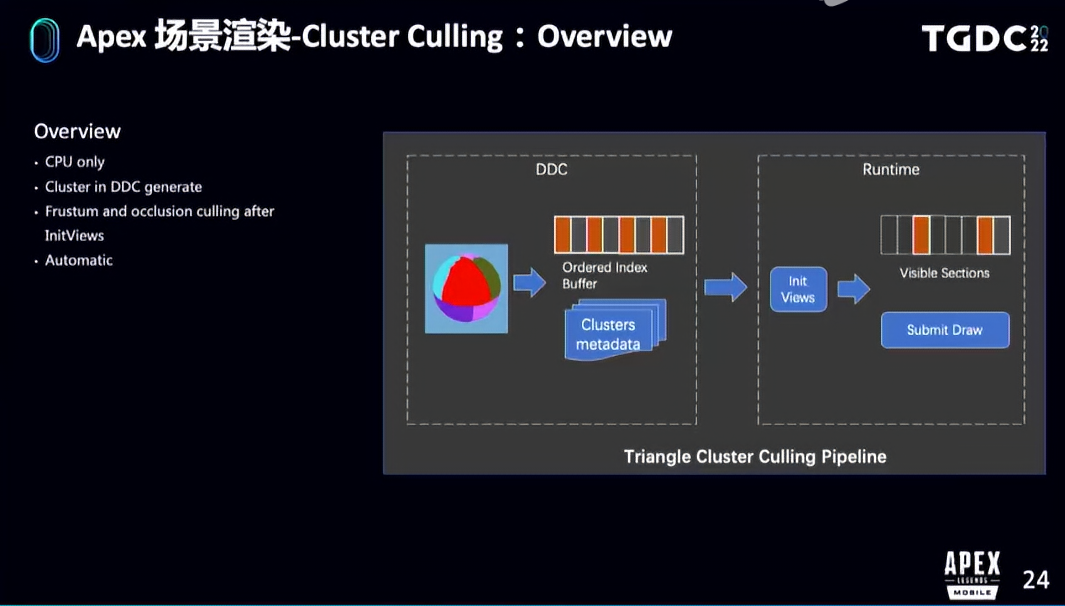 Apex 场景渲染-Cluster Culling：Overview
TGDC 2022
Overview
• CPU only
• Cluster in DDC generate
• Frustum and occlusion culling after
InitViews
• Automatic
DDC
Ordered Index
Buffer
Clusters
metadata
Runtime
Init
Views
Visible Sections
Submit Draw
Triangle Cluster Culling Pipeline
APEX
LEGENDS
MOBILE
24